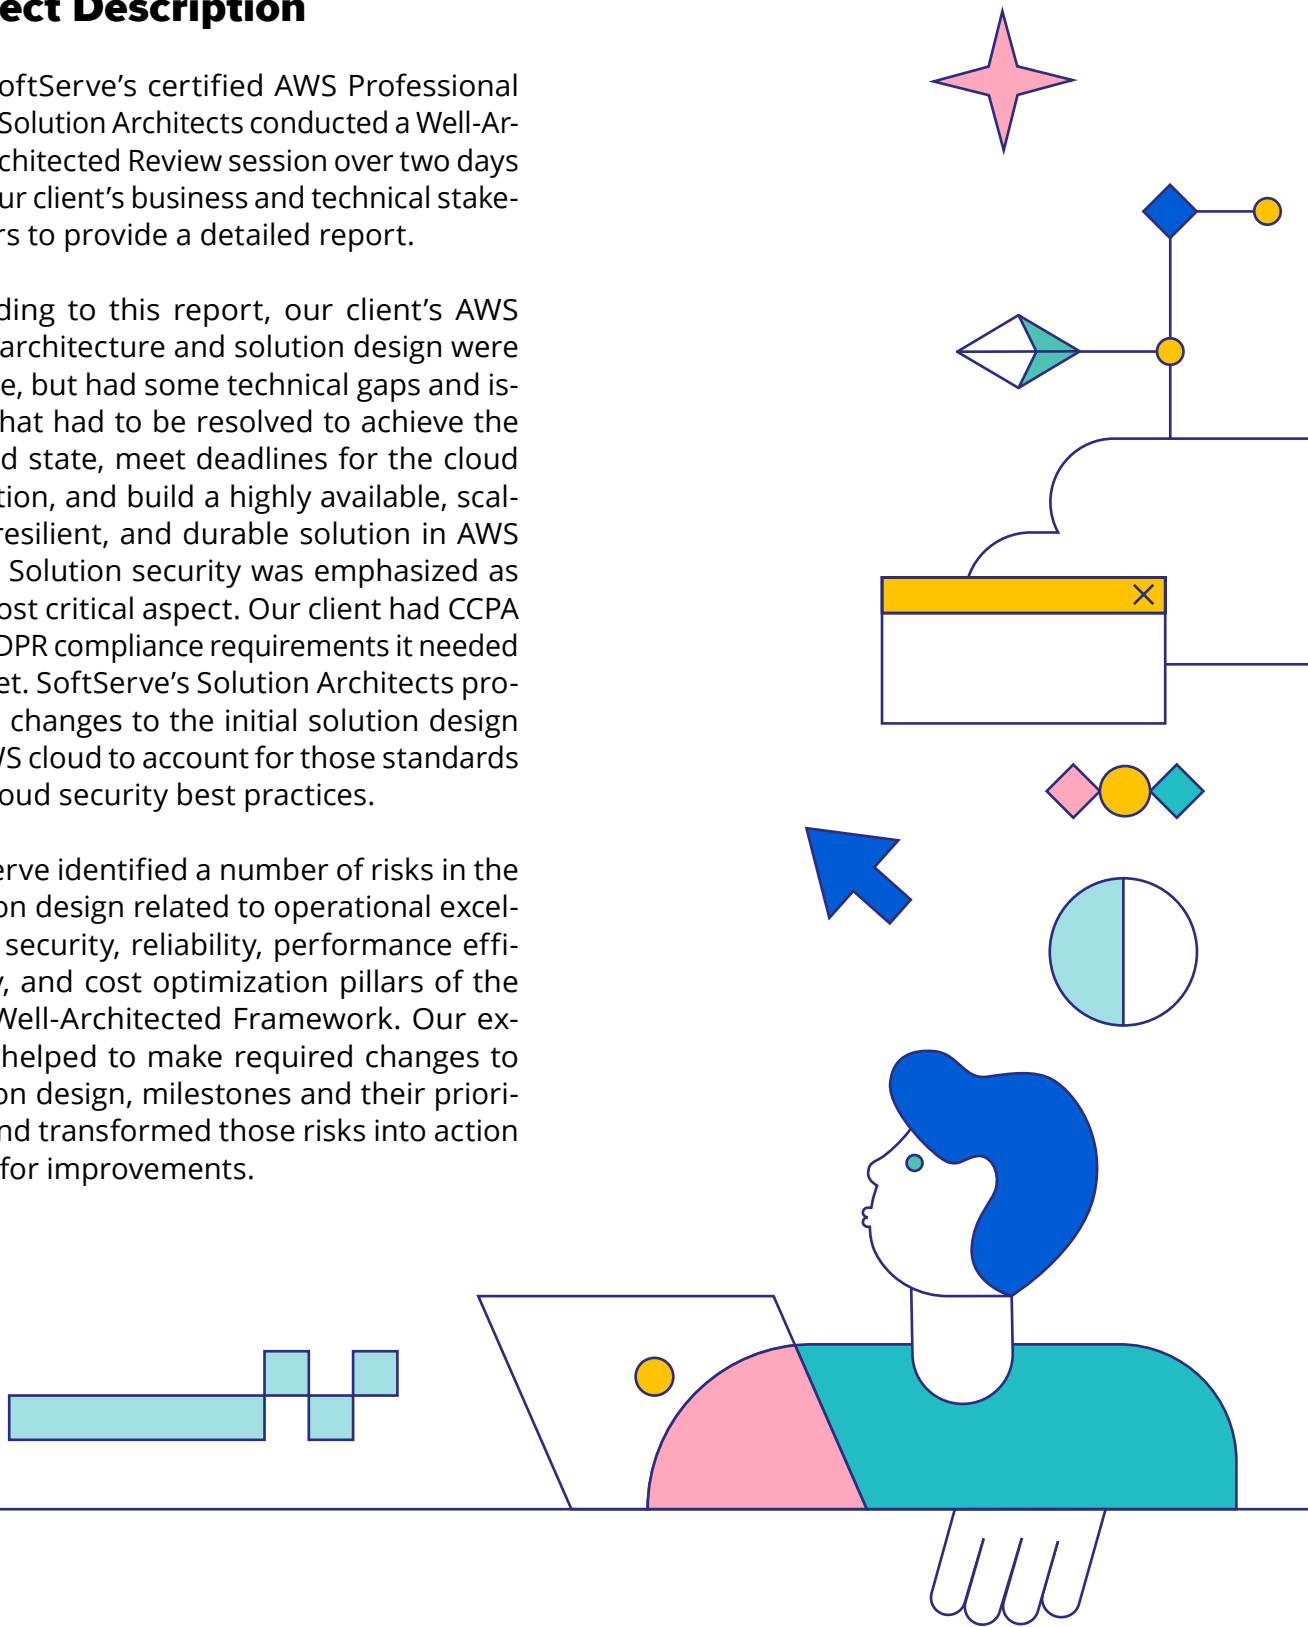 ect Description
oftServe’s certified AWS Professional
Solution Architects conducted a Well-Ar-
chitected Review session over two days
ur client’s business and technical stake-
rs to provide a detailed report.
ding to this report, our client’s AWS
architecture and solution design were
e, but had some technical gaps and is-
hat had to be resolved to achieve the
d state, meet deadlines for the cloud
tion, and build a highly available, scal-
resilient, and durable solution in AWS
Solution security was emphasized as
ost critical aspect. Our client had CCPA
DPR compliance requirements it needed
et. SoftServe’s Solution Architects pro-
changes to the initial solution design
WS cloud to account for those standards
oud security best practices.
erve identified a number of risks in the
on design related to operational excel-
security, reliability, performance effi-
y, and cost optimization pillars of the
Well-Architected Framework. Our ex-
helped to make required changes to
on design, milestones and their priori-
nd transformed those risks into action
for improvements.